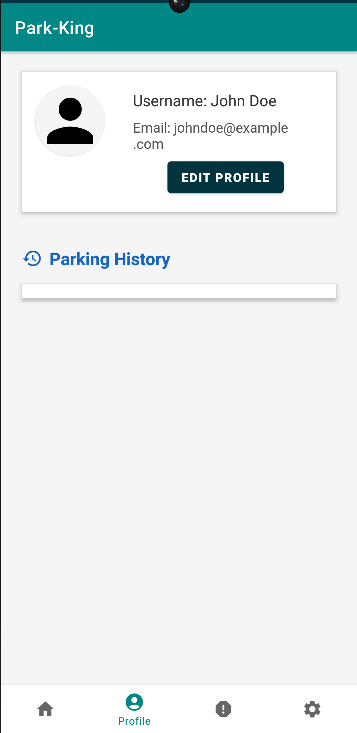 Park-King
Username: John Doe
Email: johndoe@example
.com
EDIT PROFILE
Parking History
Profile